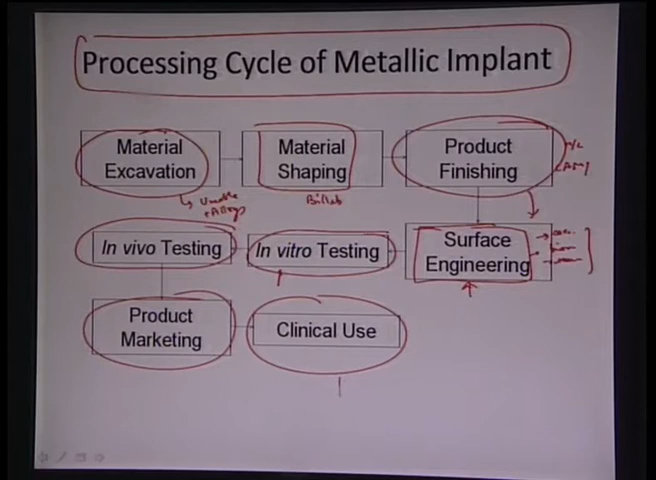 Processing Cycle of Metallic Implant
Material
Excavation
Material
Shaping
Product
Finishing
Surface
Engineering
In vitro Testing
In vivo Testing
Product
Marketing
Clinical Use